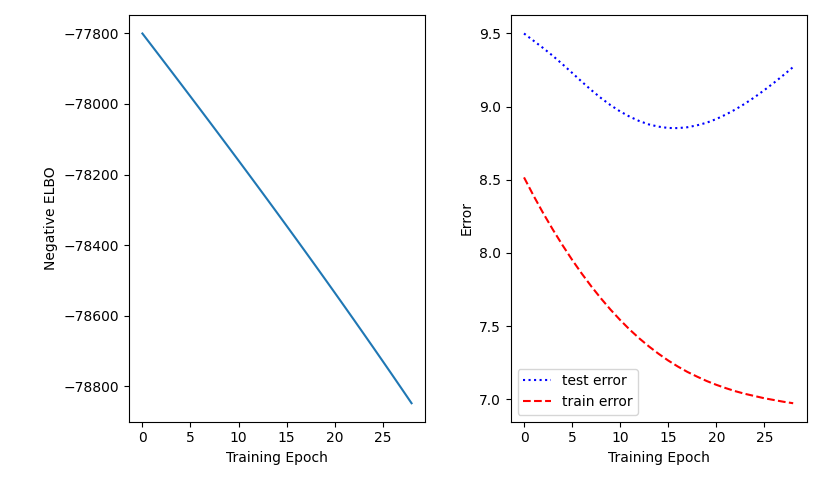 −77800
−78000
−78200
−78400
−78600
−78800
Negative ELBO
0 5 10 15 20 25
Training Epoch
9.5
9.0
8.5
8.0
7.5
7.0
Error
test error
train error
0 5 10 15 20 25
Training Epoch